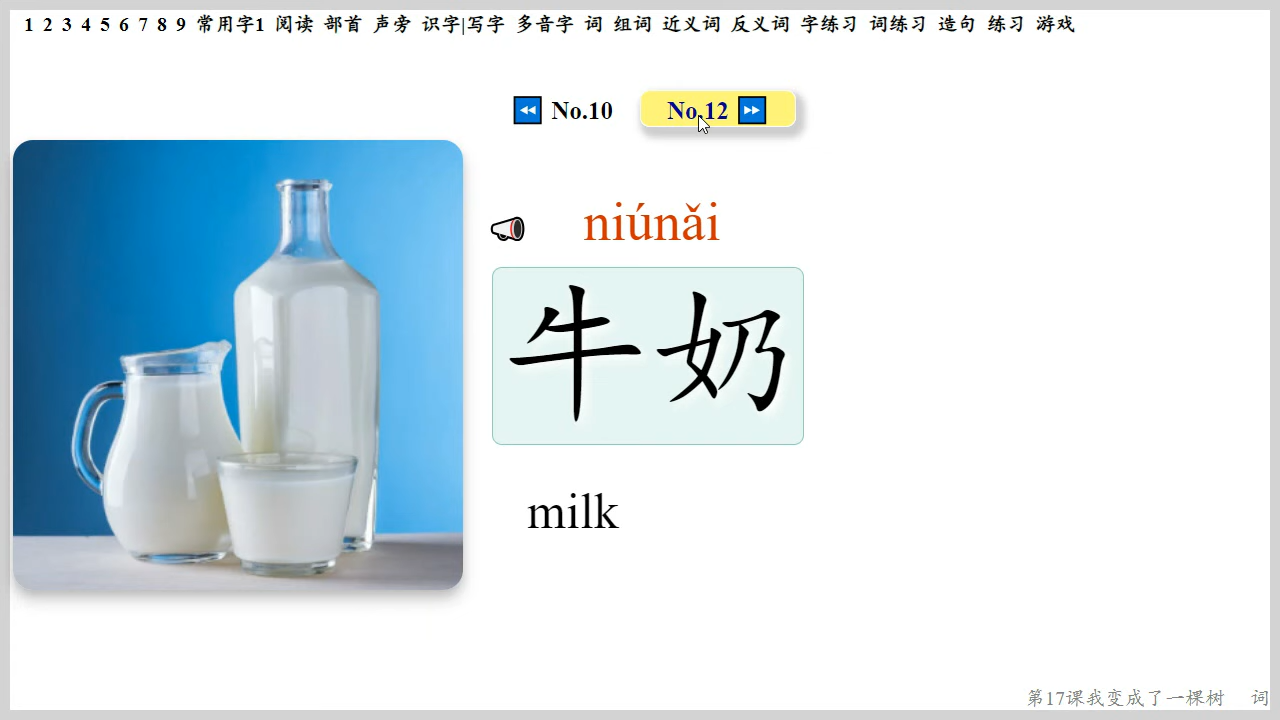 1 2 3 4 5 6 7 8 9 常用字1 阅读 部首 声旁 识字|写字 多音字 词 组词 近义词 反义词 字练习 词练习 造句 练习 游戏
No.10 No.12
niúnǎi
牛奶
milk
第17课我变成了一棵树 词